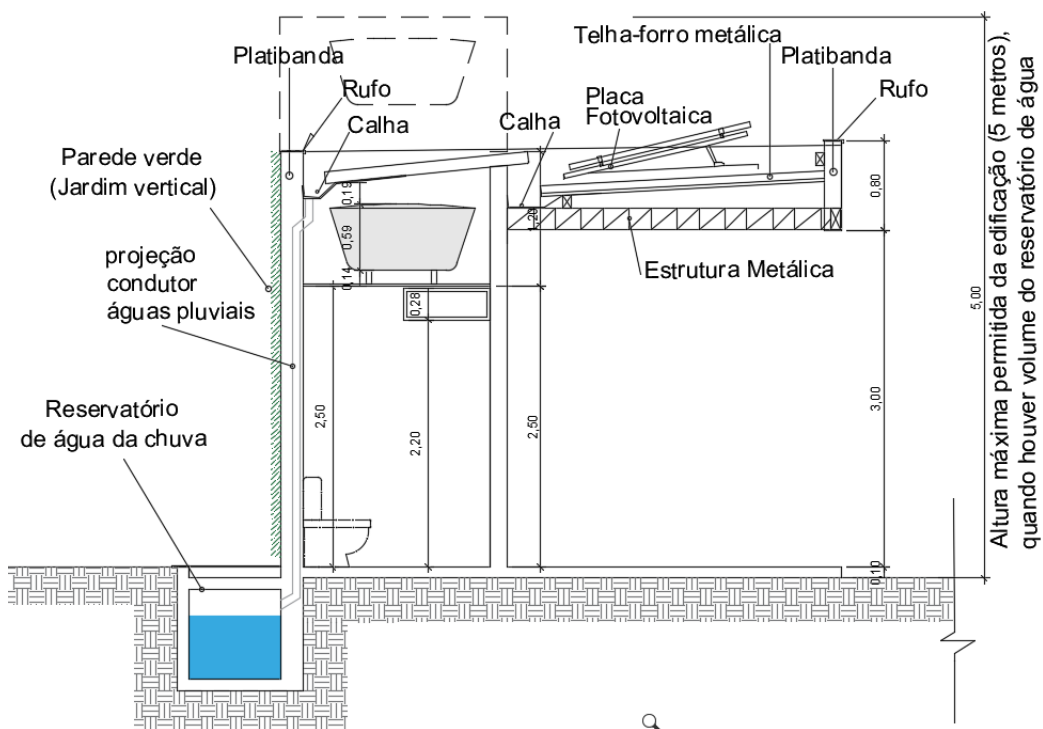 Telha-forro metálica
Platibanda
Platibanda
Rufo
Rufo
Placa
Fotovoltaica
Calha
Calha
Parede verde
(Jardim vertical)
0,19
0,59
0,14
1,20
0,80
0,28
Estrutura Metálica
projeção
condutor
águas pluviais
5,00
Altura máxima permitida da edificação (5 metros),
quando houver volume do reservatório de água
Reservatório
de água da chuva
2,50
2,20
2,50
3,00
0,10